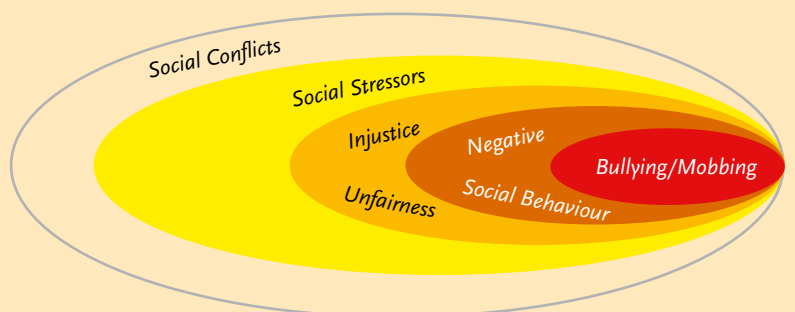 Social Conflicts
Social Stressors
Injustice
Unfairness
Negative
Social Behaviour
Bullying/Mobbing